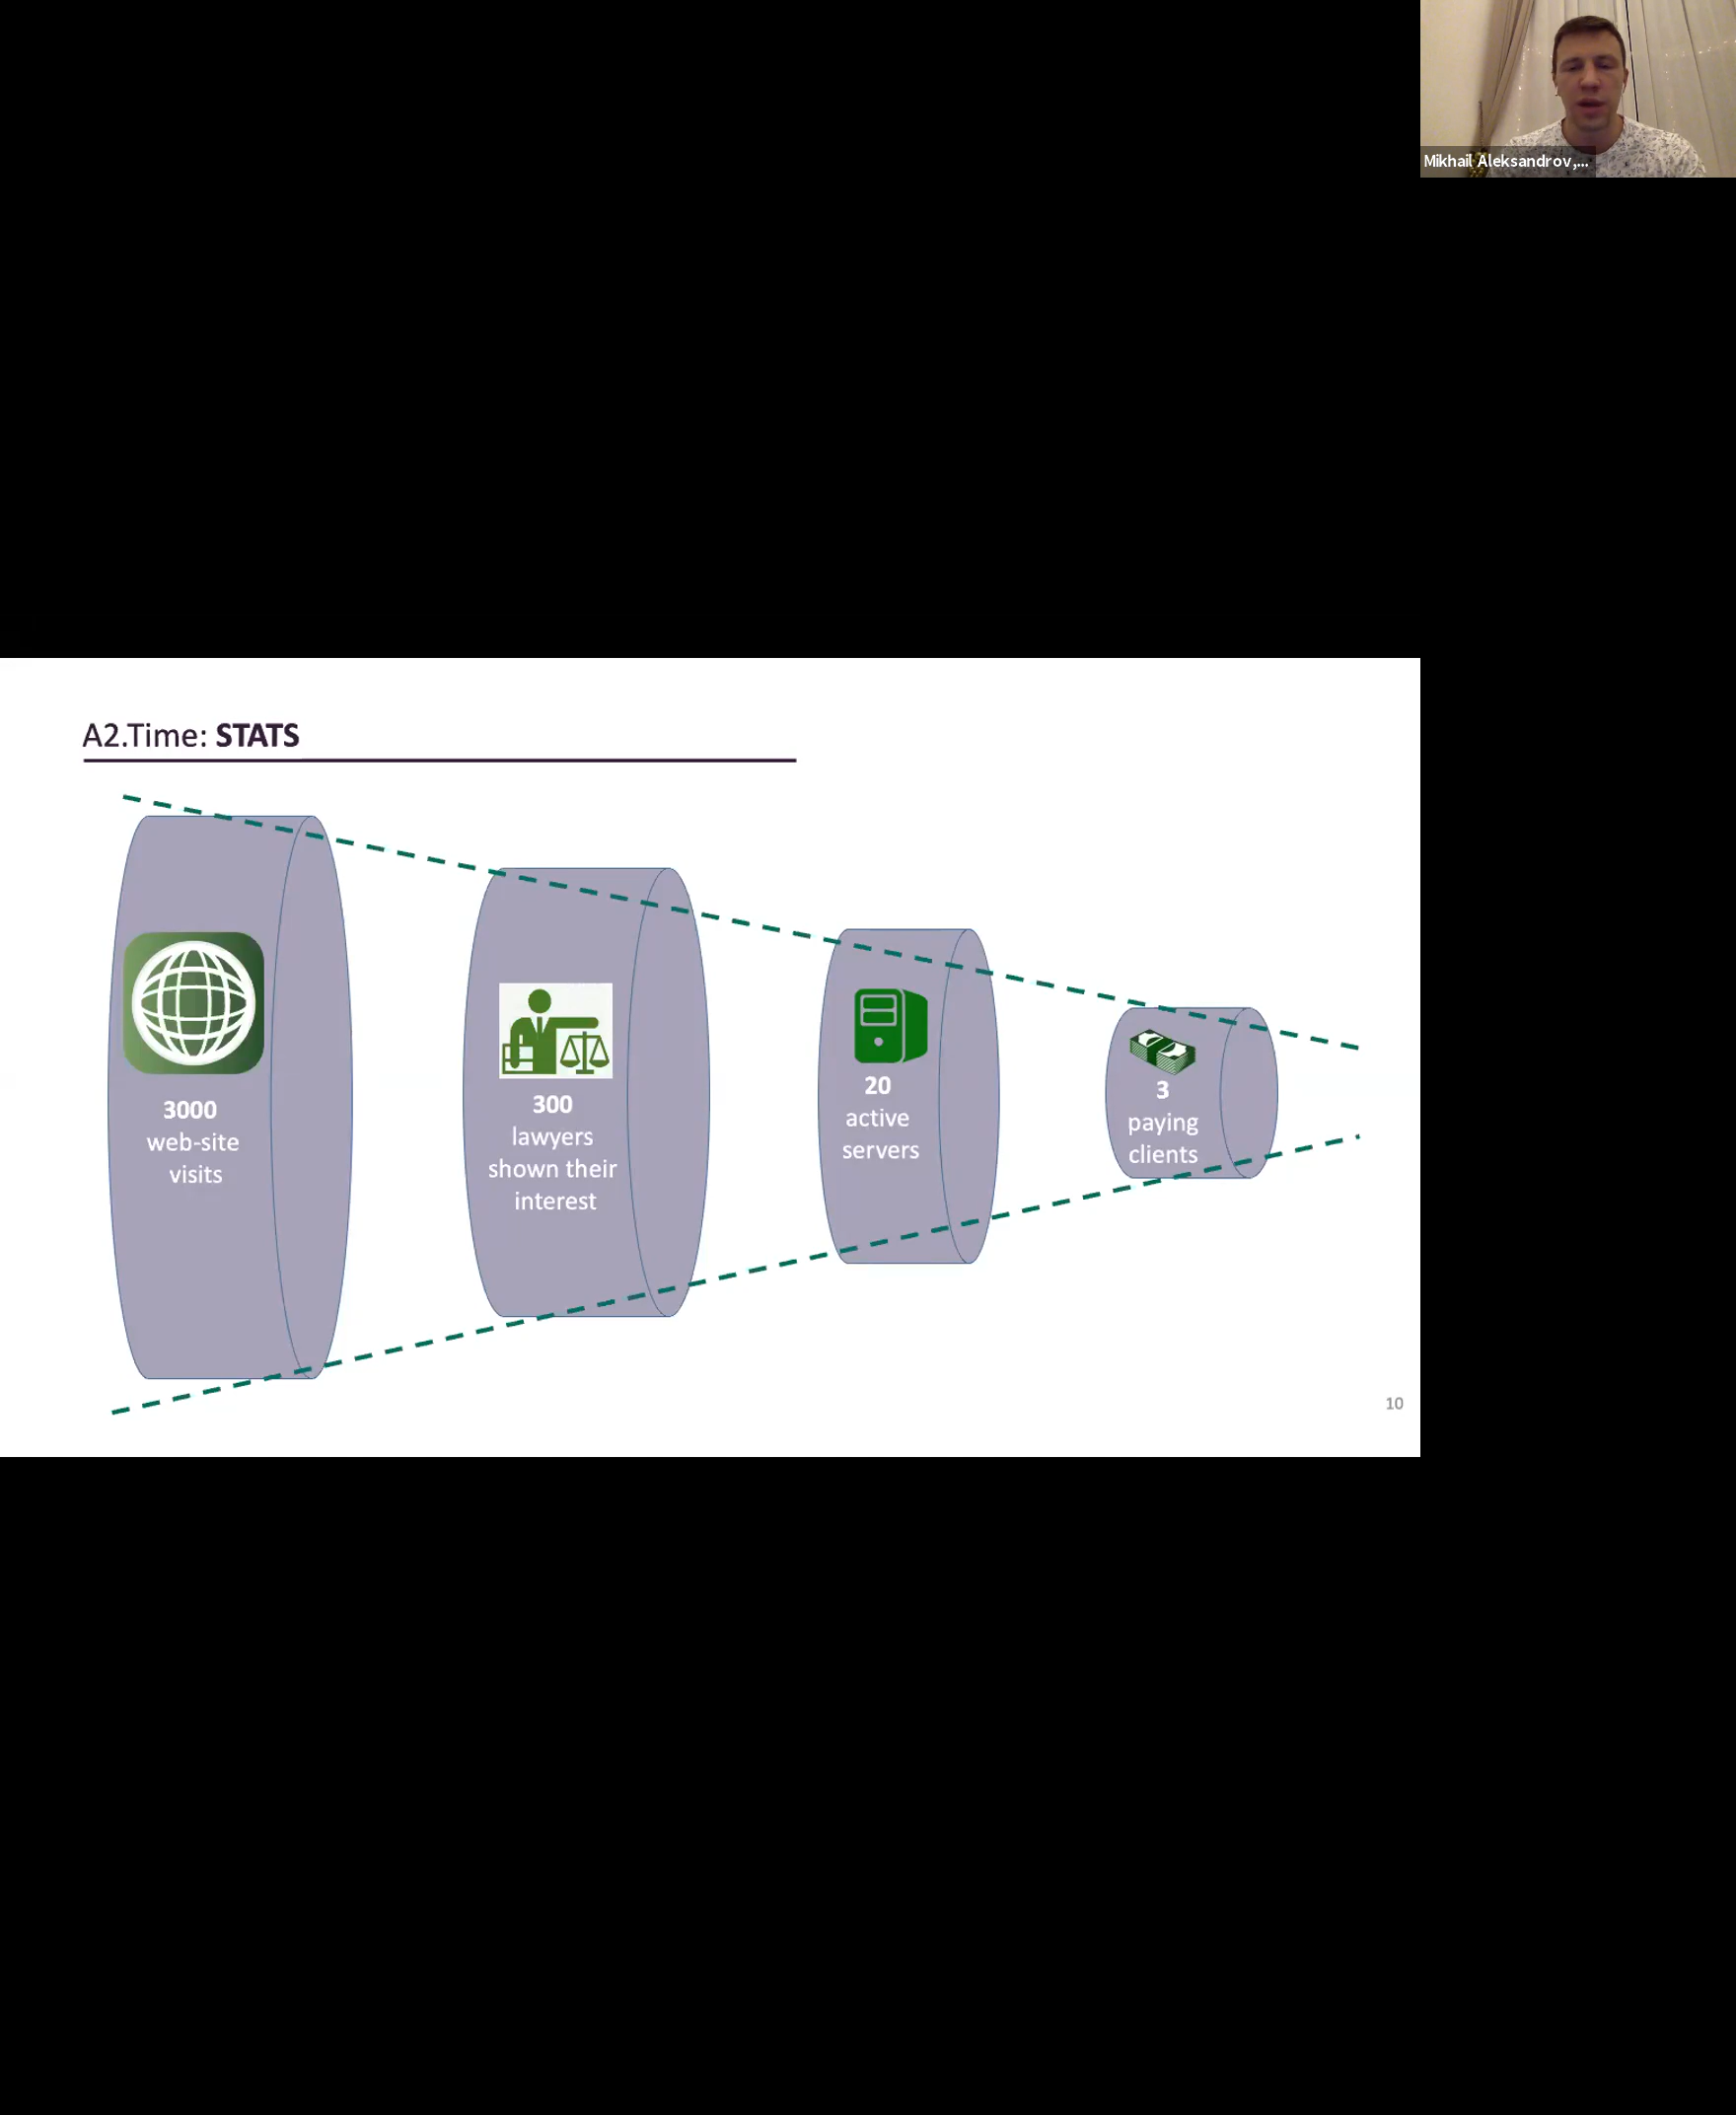 Mikhail Aleksandrov,...
A2.Time: STATS
3000
web-site
visits
300
lawyers
shown their
interest
20
active
servers
3
paying
clients
10